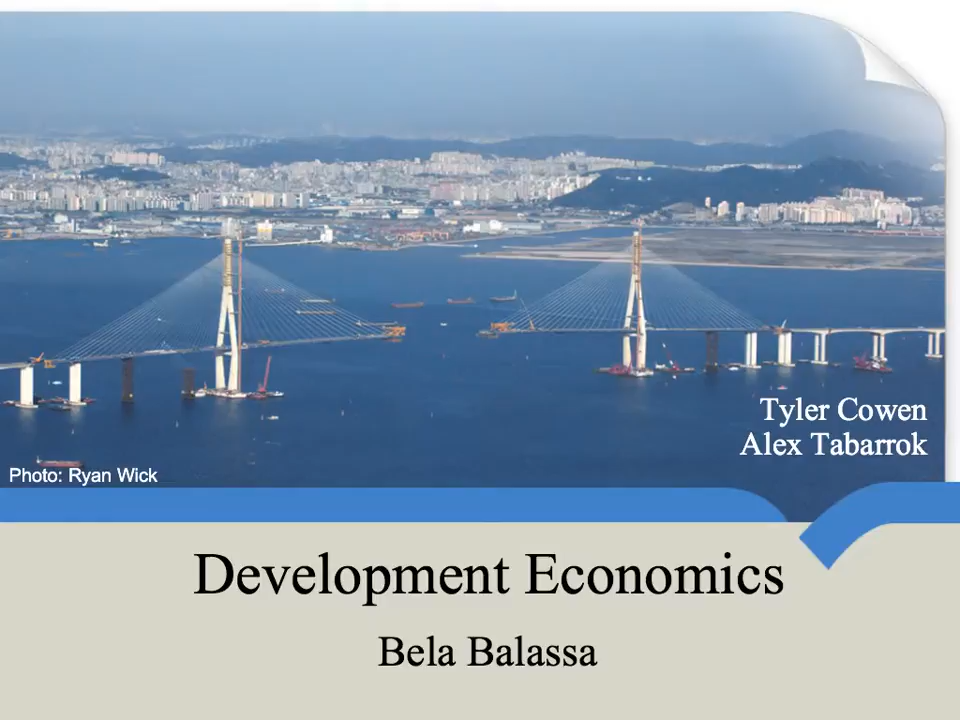 Tyler Cowen
Alex Tabarrok
Photo: Ryan Wick
Development Economics
Bela Balassa